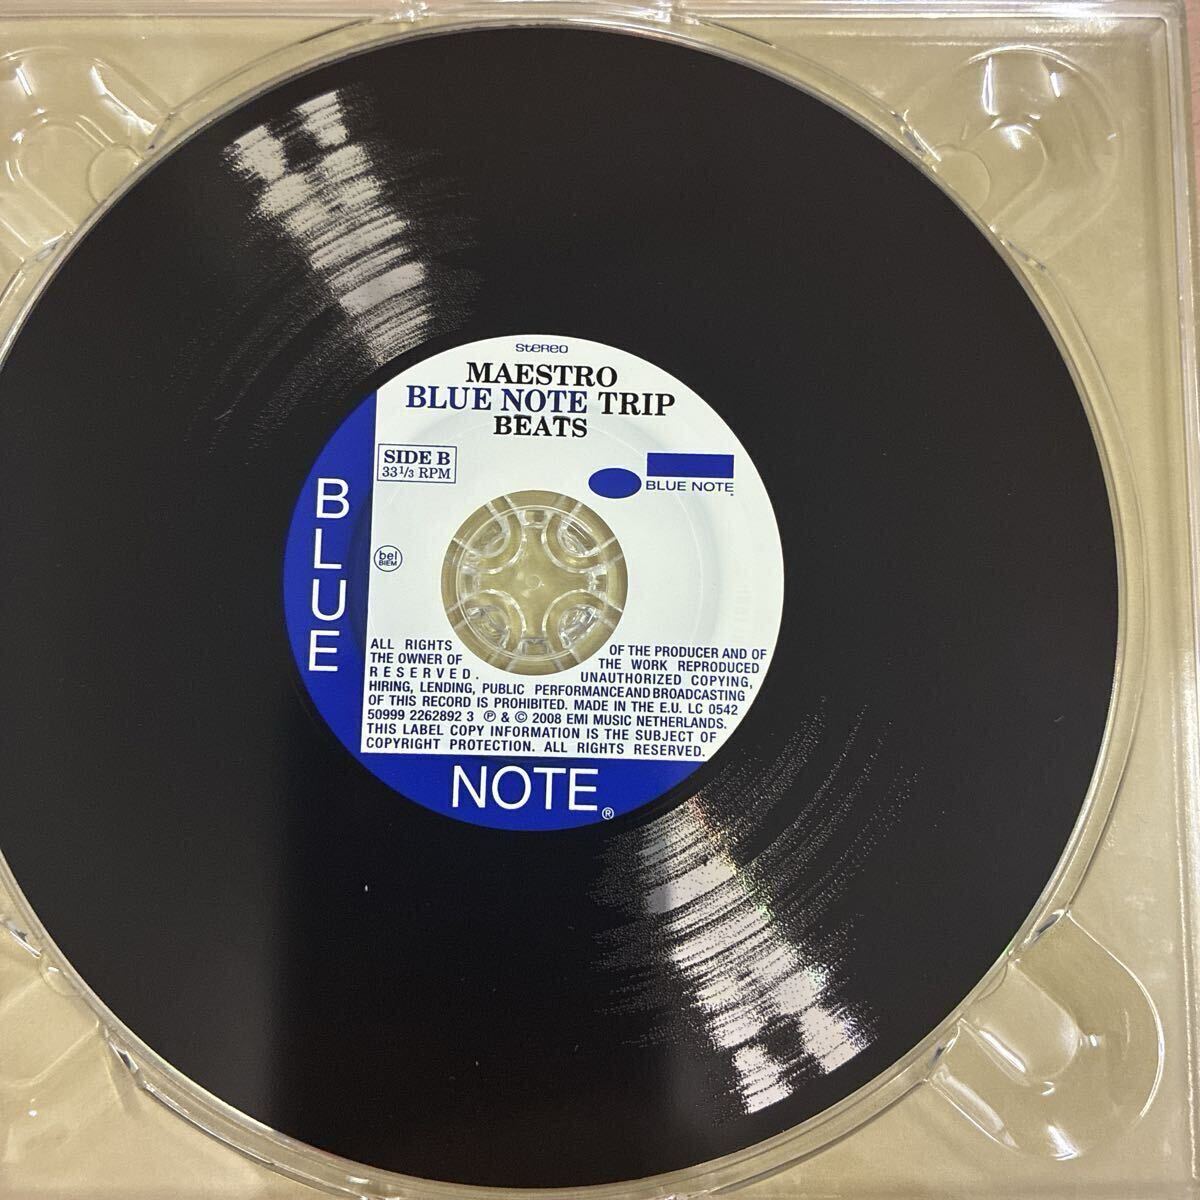 stereo
MAESTRO
BLUE NOTE TRIP
BEATS
SIDE B
33 1/3 RPM
BLUE NOTE
bel
BIEM
BLUE
ALL RIGHTS OF THE PRODUCER AND OF
THE OWNER OF THE WORK REPRODUCED
RESERVED. UNAUTHORIZED COPYING,
HIRING, LENDING, PUBLIC PERFORMANCE AND BROADCASTING
OF THIS RECORD IS PROHIBITED. MADE IN THE E.U. LC 0542
50999 2262892 3 ℗ & © 2008 EMI MUSIC NETHERLANDS.
THIS LABEL COPY INFORMATION IS THE SUBJECT OF
COPYRIGHT PROTECTION. ALL RIGHTS RESERVED.
NOTE®